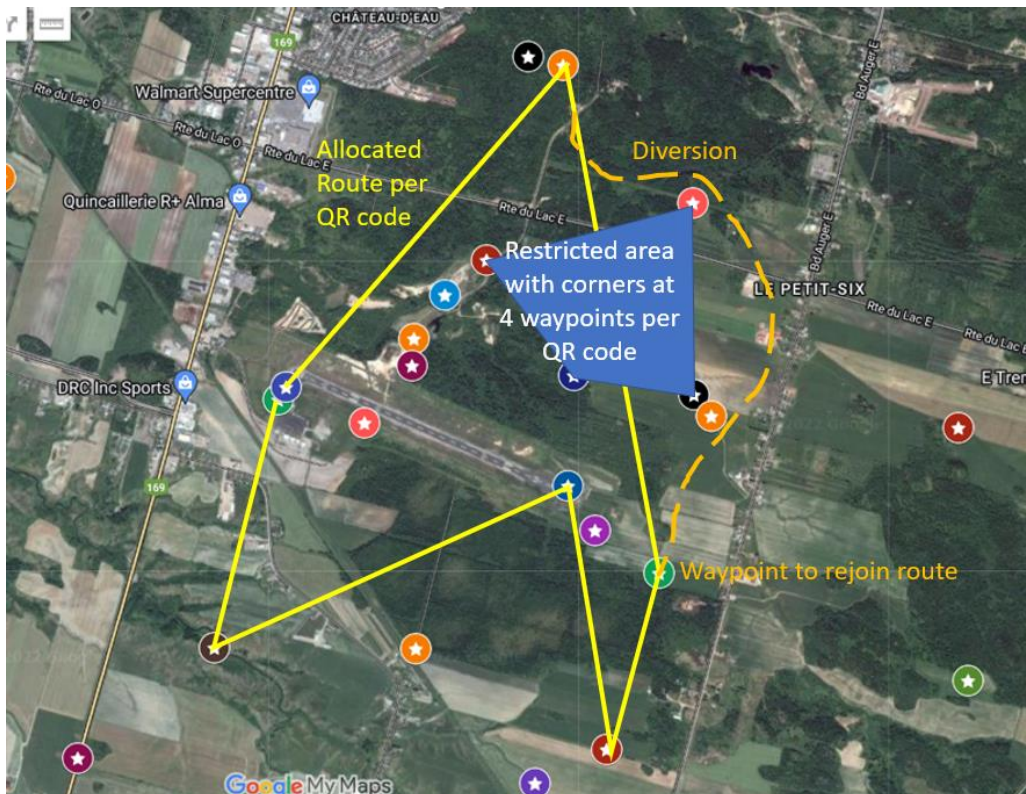 CHÂTEAU-D'EAU
169
Walmart Supercentre
Rte du Lac O
Rte du Lac O
Rte du Lac E
Bd Auger E
Allocated
Route per
QR code
Diversion
Quincaillerie R+ Alma
Rte du Lac E
Bd Auger E
Restricted area
with corners at
4 waypoints per
QR code
LE PETIT-SIX
Rte du Lac E
Rte du Lac E
DRC Inc Sports
E Tren
169
Waypoint to rejoin route
Google My Maps